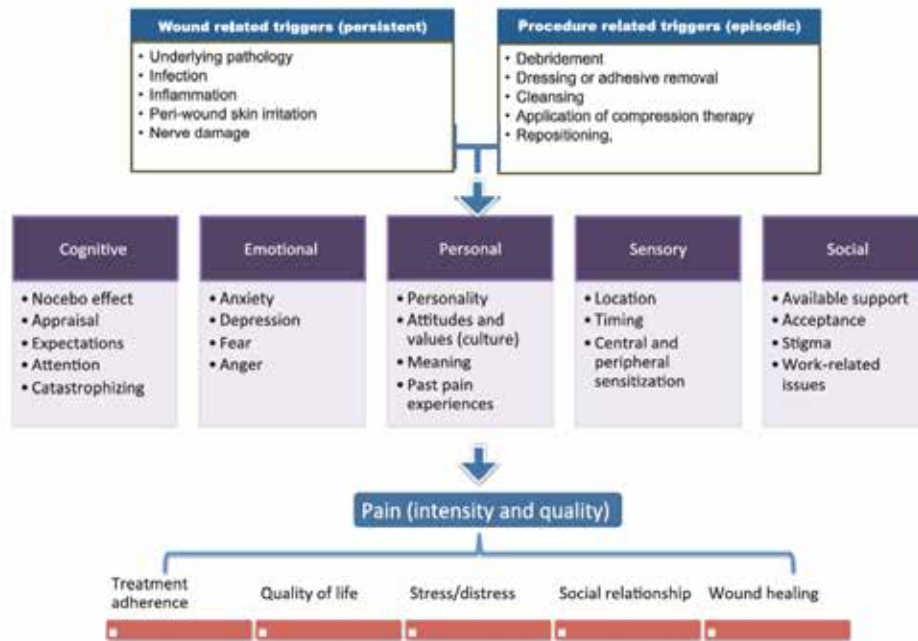 Wound related triggers (persistent)
• Underlying pathology
• Infection
• Inflammation
• Peri-wound skin irritation
• Nerve damage
Procedure related triggers (episodic)
• Debridement
• Dressing or adhesive removal
• Cleansing
• Application of compression therapy
• Repositioning,
Cognitive
• Nocebo effect
• Appraisal
• Expectations
• Attention
• Catastrophizing
Emotional
• Anxiety
• Depression
• Fear
• Anger
Personal
• Personality
• Attitudes and
values (culture)
• Meaning
• Past pain
experiences
Sensory
• Location
• Timing
• Central and
peripheral
sensitization
Social
• Available support
• Acceptance
• Stigma
• Work-related
issues
Pain (intensity and quality)
Treatment
adherence
Quality of life
Stress/distress
Social relationship
Wound healing